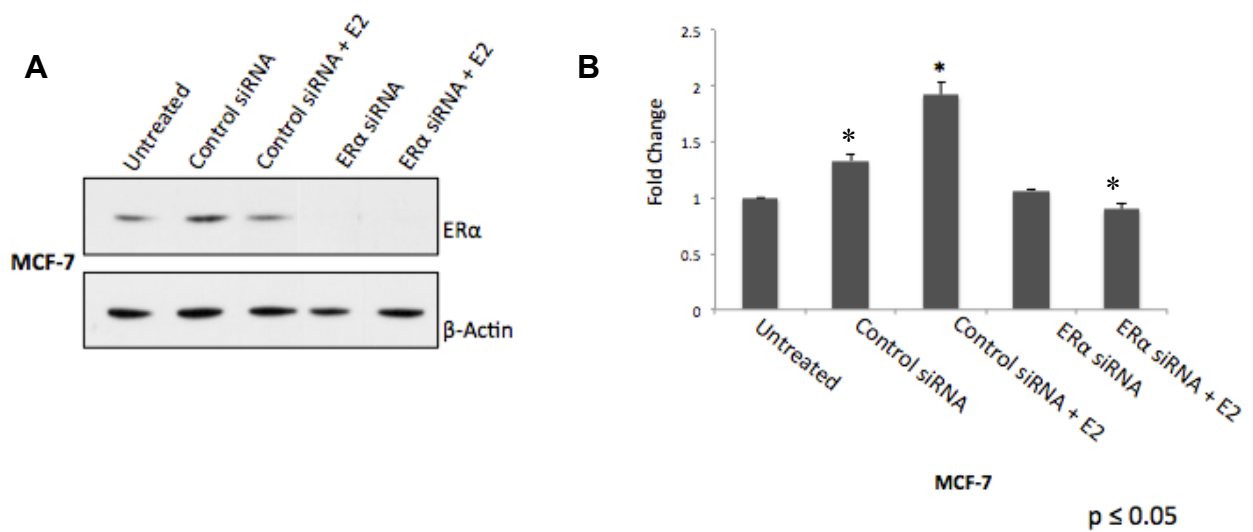 A
Untreated
Control siRNA
Control siRNA + E2
ERα siRNA
ERα siRNA + E2
ERα
MCF-7
β-Actin
B
Fold Change
2.5
2
1.5
1
0.5
0
*
*
*
Untreated
Control siRNA
Control siRNA + E2
ERα siRNA
ERα siRNA + E2
MCF-7
p ≤ 0.05